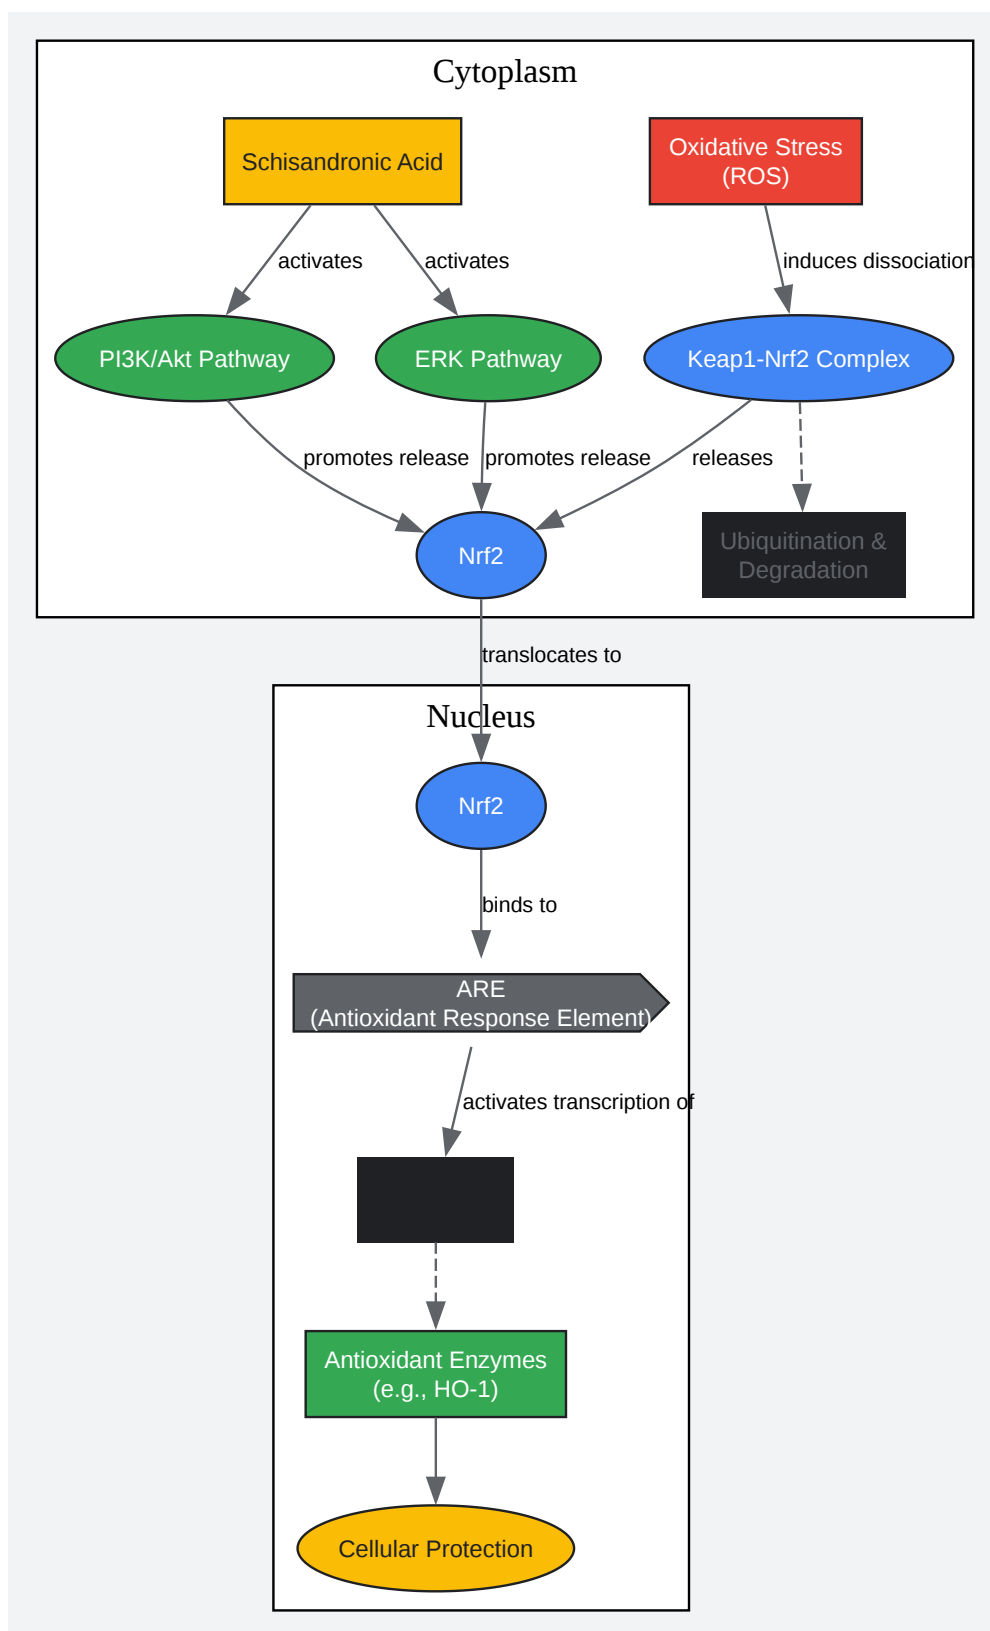 Cytoplasm
Schisandronic Acid
Oxidative Stress
(ROS)
activates
activates
induces dissociation
PI3K/Akt Pathway
ERK Pathway
Keap1-Nrf2 Complex
promotes release
promotes release
releases
Nrf2
Ubiquitination &
Degradation
translocates to
Nucleus
Nrf2
binds to
ARE
(Antioxidant Response Element)
activates transcription of
Antioxidant Enzymes
(e.g., HO-1)
Cellular Protection